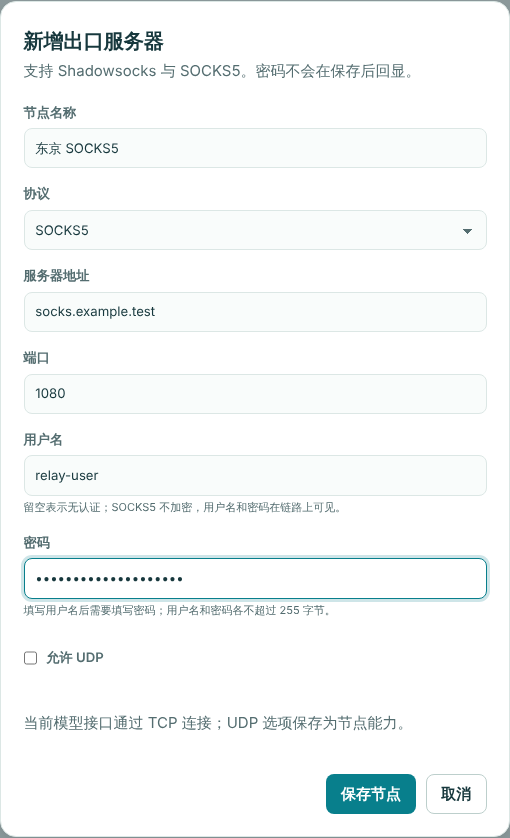 新增出口服务器
支持 Shadowsocks 与 SOCKS5。密码不会在保存后回显。
节点名称
东京 SOCKS5
协议
SOCKS5
服务器地址
socks.example.test
端口
1080
用户名
relay-user
留空表示无认证；SOCKS5 不加密，用户名和密码在链路上可见。
密码
••••••••••••••••••••
填写用户名后需要填写密码；用户名和密码各不超过 255 字节。
允许 UDP
当前模型接口通过 TCP 连接；UDP 选项保存为节点能力。
保存节点 取消